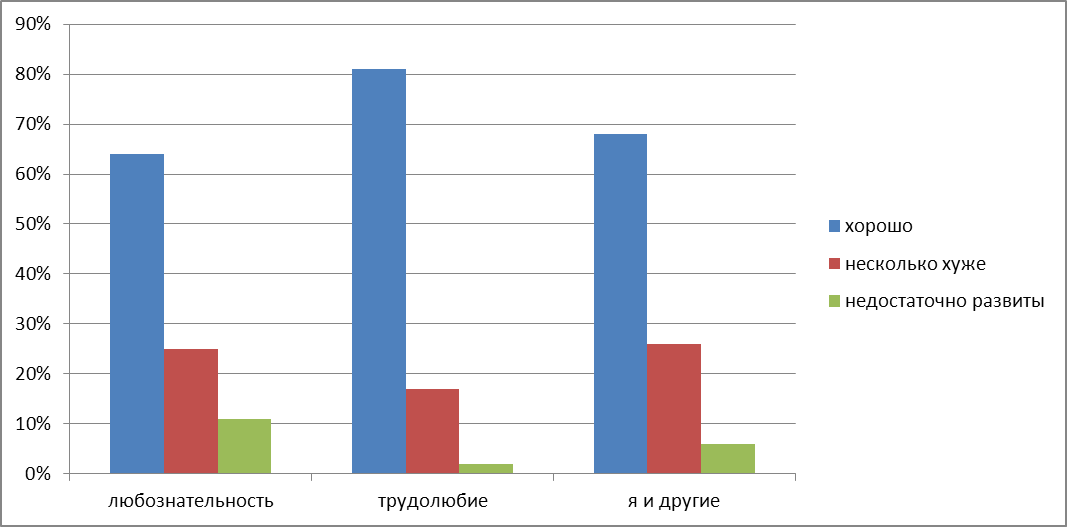 90%
80%
70%
60%
50%
40%
30%
20%
10%
0%
любознательность
трудолюбие
я и другие
хорошо
несколько хуже
недостаточно развиты